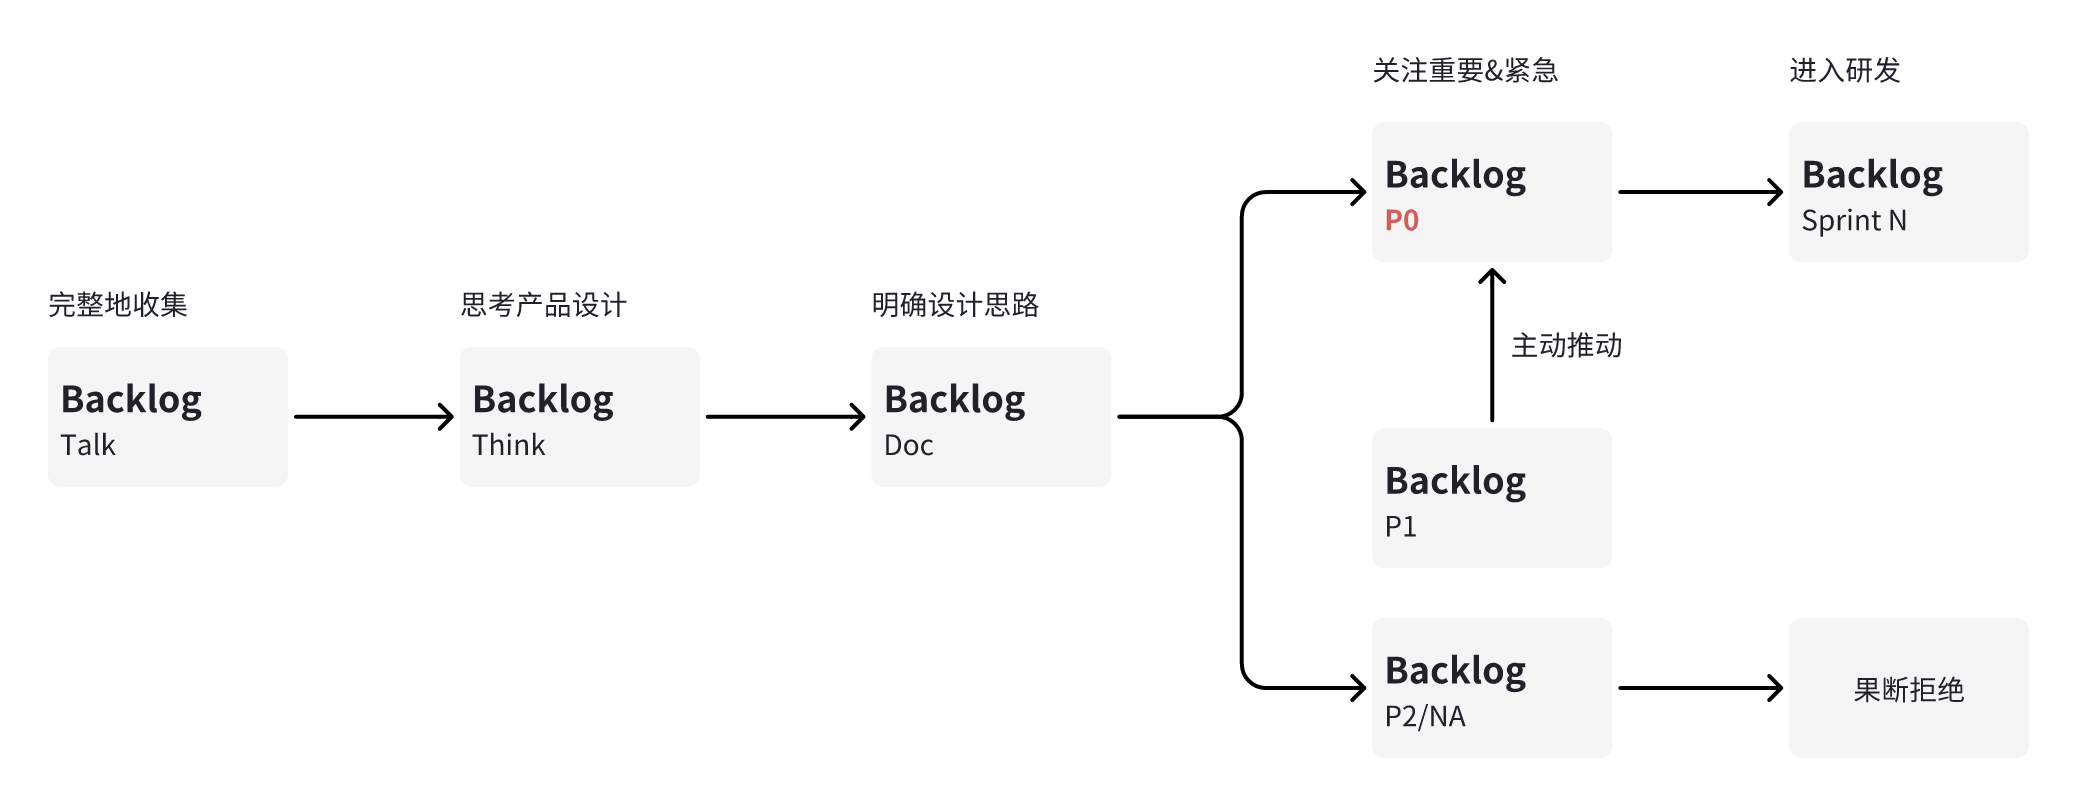 关注重要&紧急
进入研发
Backlog
P0
Backlog
Sprint N
完整地收集
思考产品设计
明确设计思路
主动推动
Backlog
Talk
Backlog
Think
Backlog
Doc
Backlog
P1
Backlog
P2/NA
果断拒绝